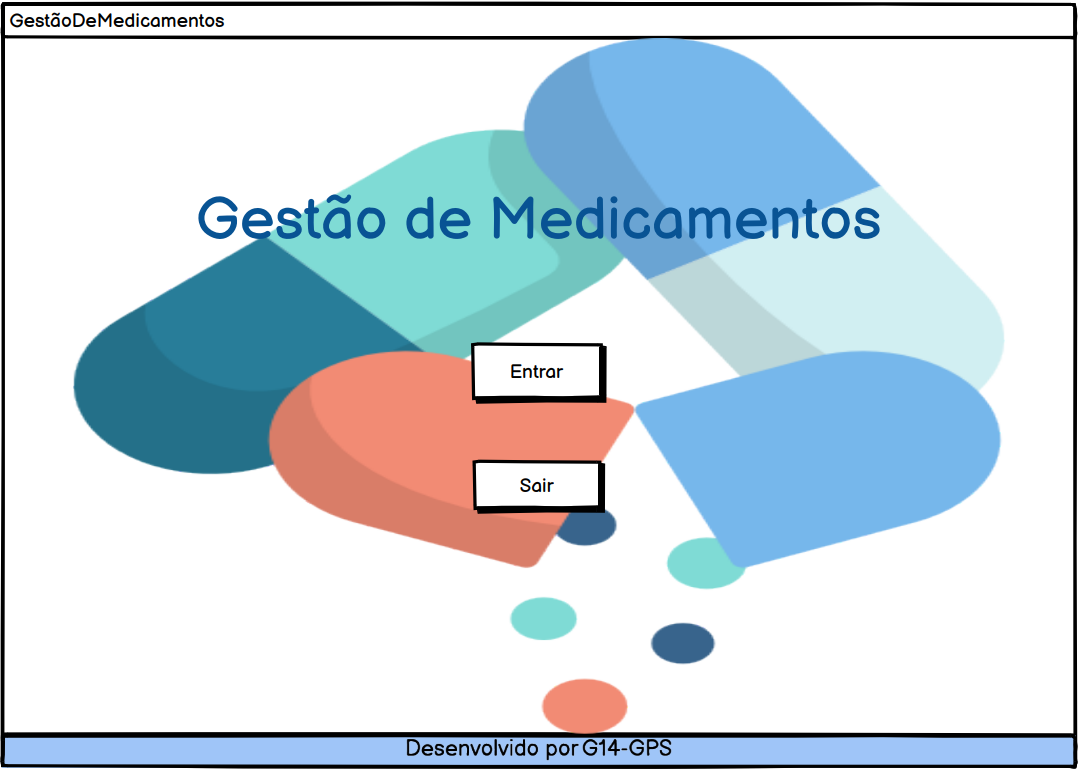 GestãoDeMedicamentos
Gestão de Medicamentos
Entrar
Sair
Desenvolvido por G14-GPS